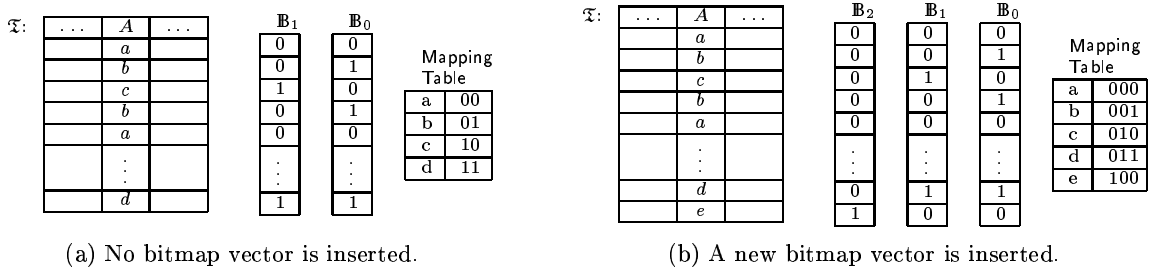 𝔗: ... A ... 𝔹₁ 𝔹₀
a 0 0
b 0 1
c 1 0
b 0 1
a 0 0
⋮ ⋮ ⋮
d 1 1
Mapping
Table
a 00
b 01
c 10
d 11
(a) No bitmap vector is inserted.
𝔗: ... A ... 𝔹₂ 𝔹₁ 𝔹₀
a 0 0 0
b 0 0 1
c 0 1 0
b 0 0 1
a 0 0 0
⋮ ⋮ ⋮ ⋮
d 0 1 1
e 1 0 0
Mapping
Table
a 000
b 001
c 010
d 011
e 100
(b) A new bitmap vector is inserted.